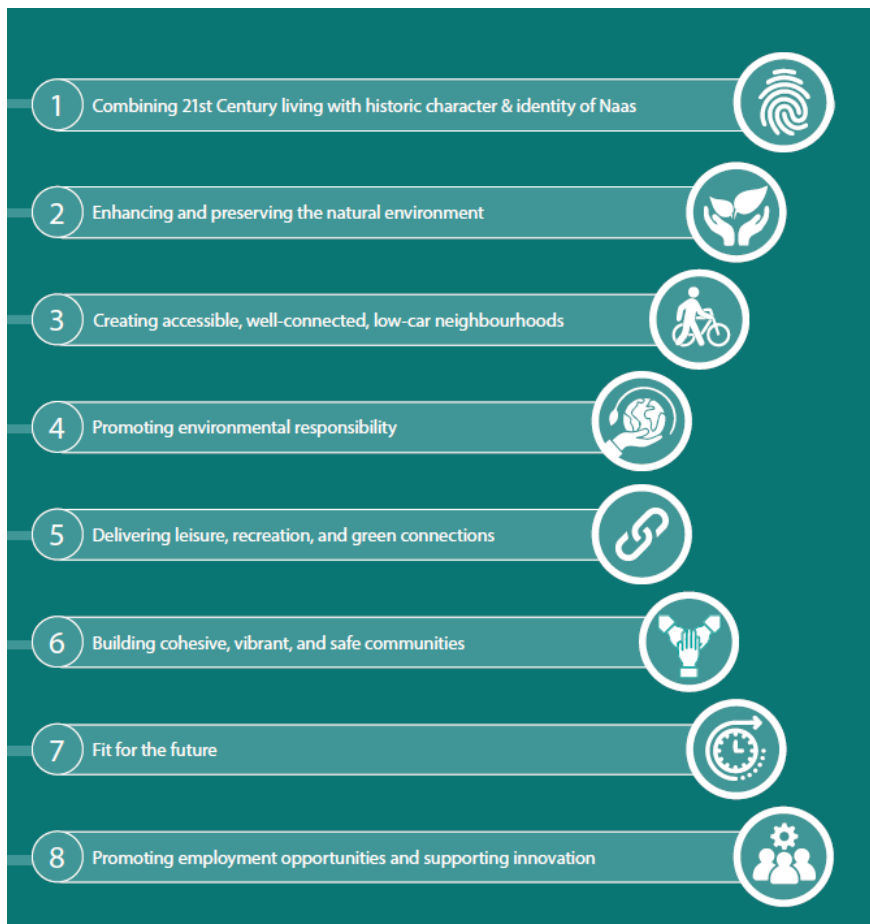 1 Combining 21st Century living with historic character & identity of Naas
2 Enhancing and preserving the natural environment
3 Creating accessible, well-connected, low-car neighbourhoods
4 Promoting environmental responsibility
5 Delivering leisure, recreation, and green connections
6 Building cohesive, vibrant, and safe communities
7 Fit for the future
8 Promoting employment opportunities and supporting innovation